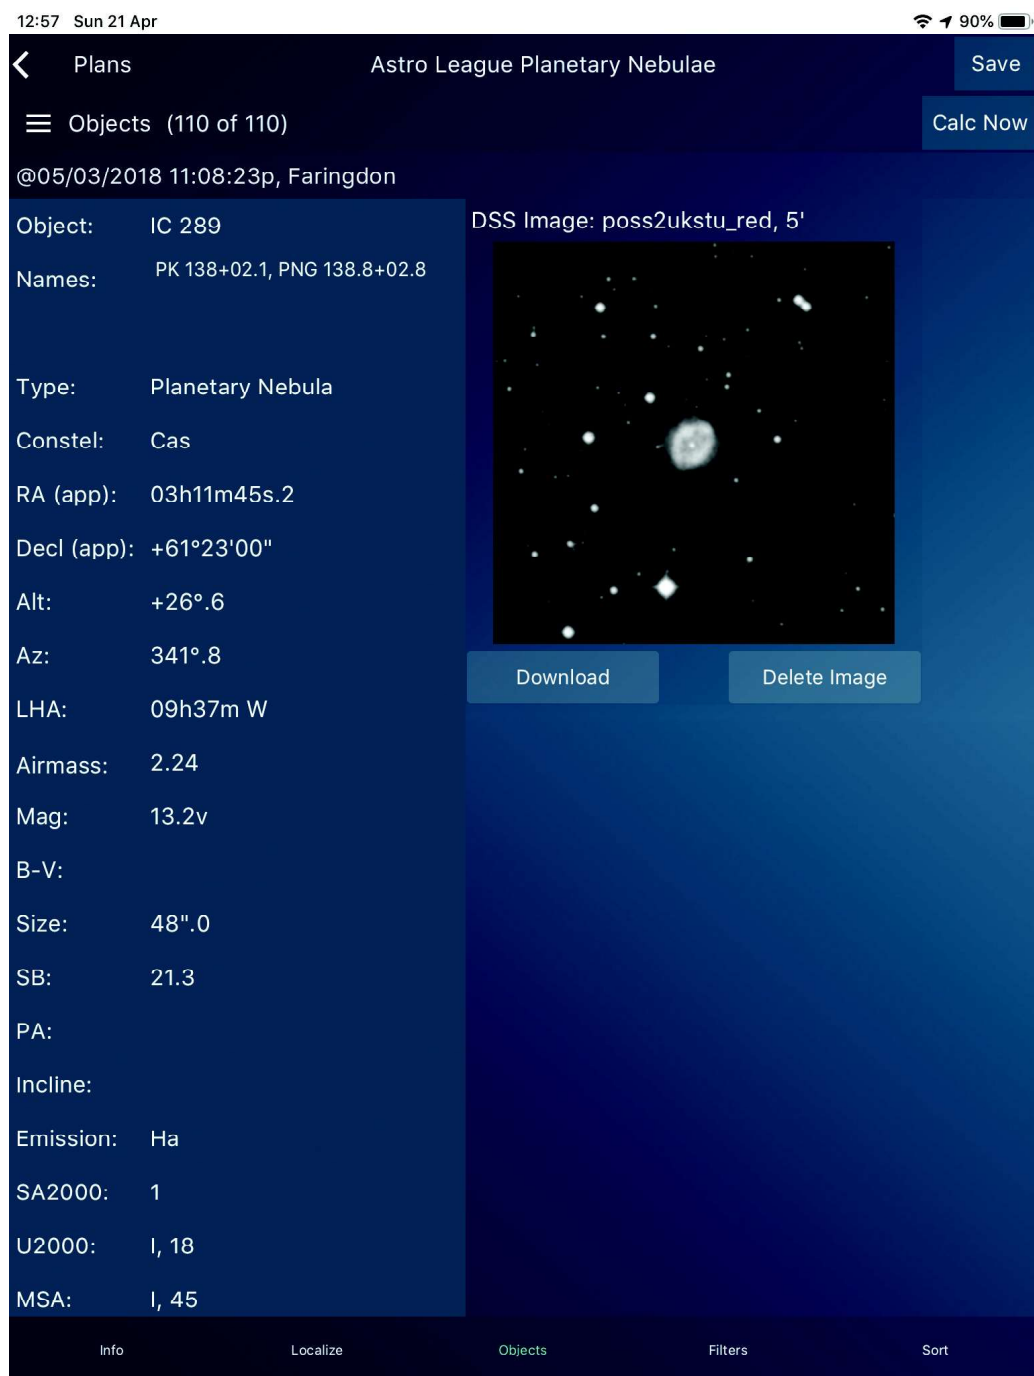 12:57 Sun 21 Apr 90%
Plans Astro League Planetary Nebulae Save
Objects (110 of 110) Calc Now
@05/03/2018 11:08:23p, Faringdon
Object: IC 289
DSS Image: poss2ukstu_red, 5'
Names: PK 138+02.1, PNG 138.8+02.8
Type: Planetary Nebula
Constel: Cas
RA (app): 03h11m45s.2
Decl (app): +61°23'00"
Alt: +26°.6
Az: 341°.8
Download Delete Image
LHA: 09h37m W
Airmass: 2.24
Mag: 13.2v
B-V:
Size: 48".0
SB: 21.3
PA:
Incline:
Emission: Ha
SA2000: 1
U2000: I, 18
MSA: I, 45
Info Localize Objects Filters Sort